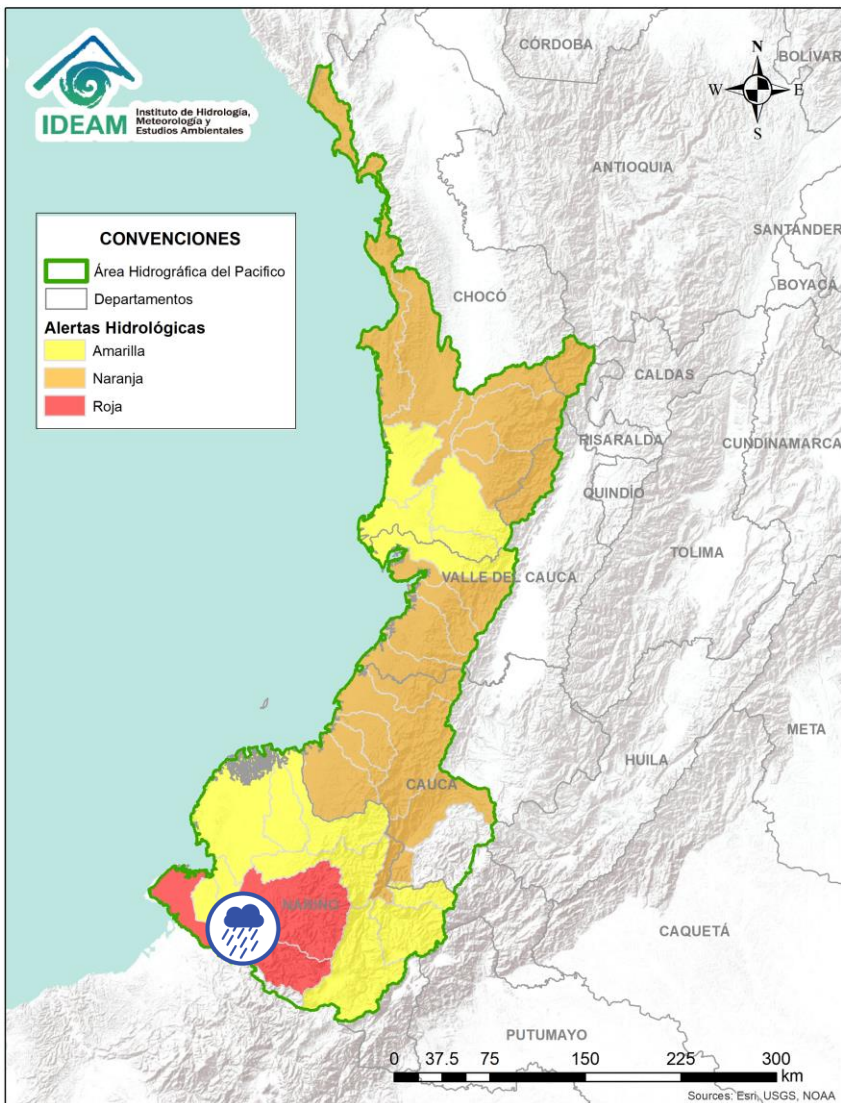 IDEAM
Instituto de Hidrología,
Meteorología y
Estudios Ambientales
CÓRDOBA
BOLÍVAR
N
W
E
S
ANTIOQUIA
SANTANDER
BOYACÁ
CONVENCIONES
Área Hidrográfica del Pacifico
Departamentos
Alertas Hidrológicas
Amarilla
Naranja
Roja
CHOCÓ
CALDAS
RISARALDA
CUNDINAMARCA
QUINDÍO
TOLIMA
VALLE DEL CAUCA
META
HUILA
CAUCA
NARIÑO
CAQUETÁ
PUTUMAYO
0 37.5 75 150 225 300
km
Sources: Esri, USGS, NOAA